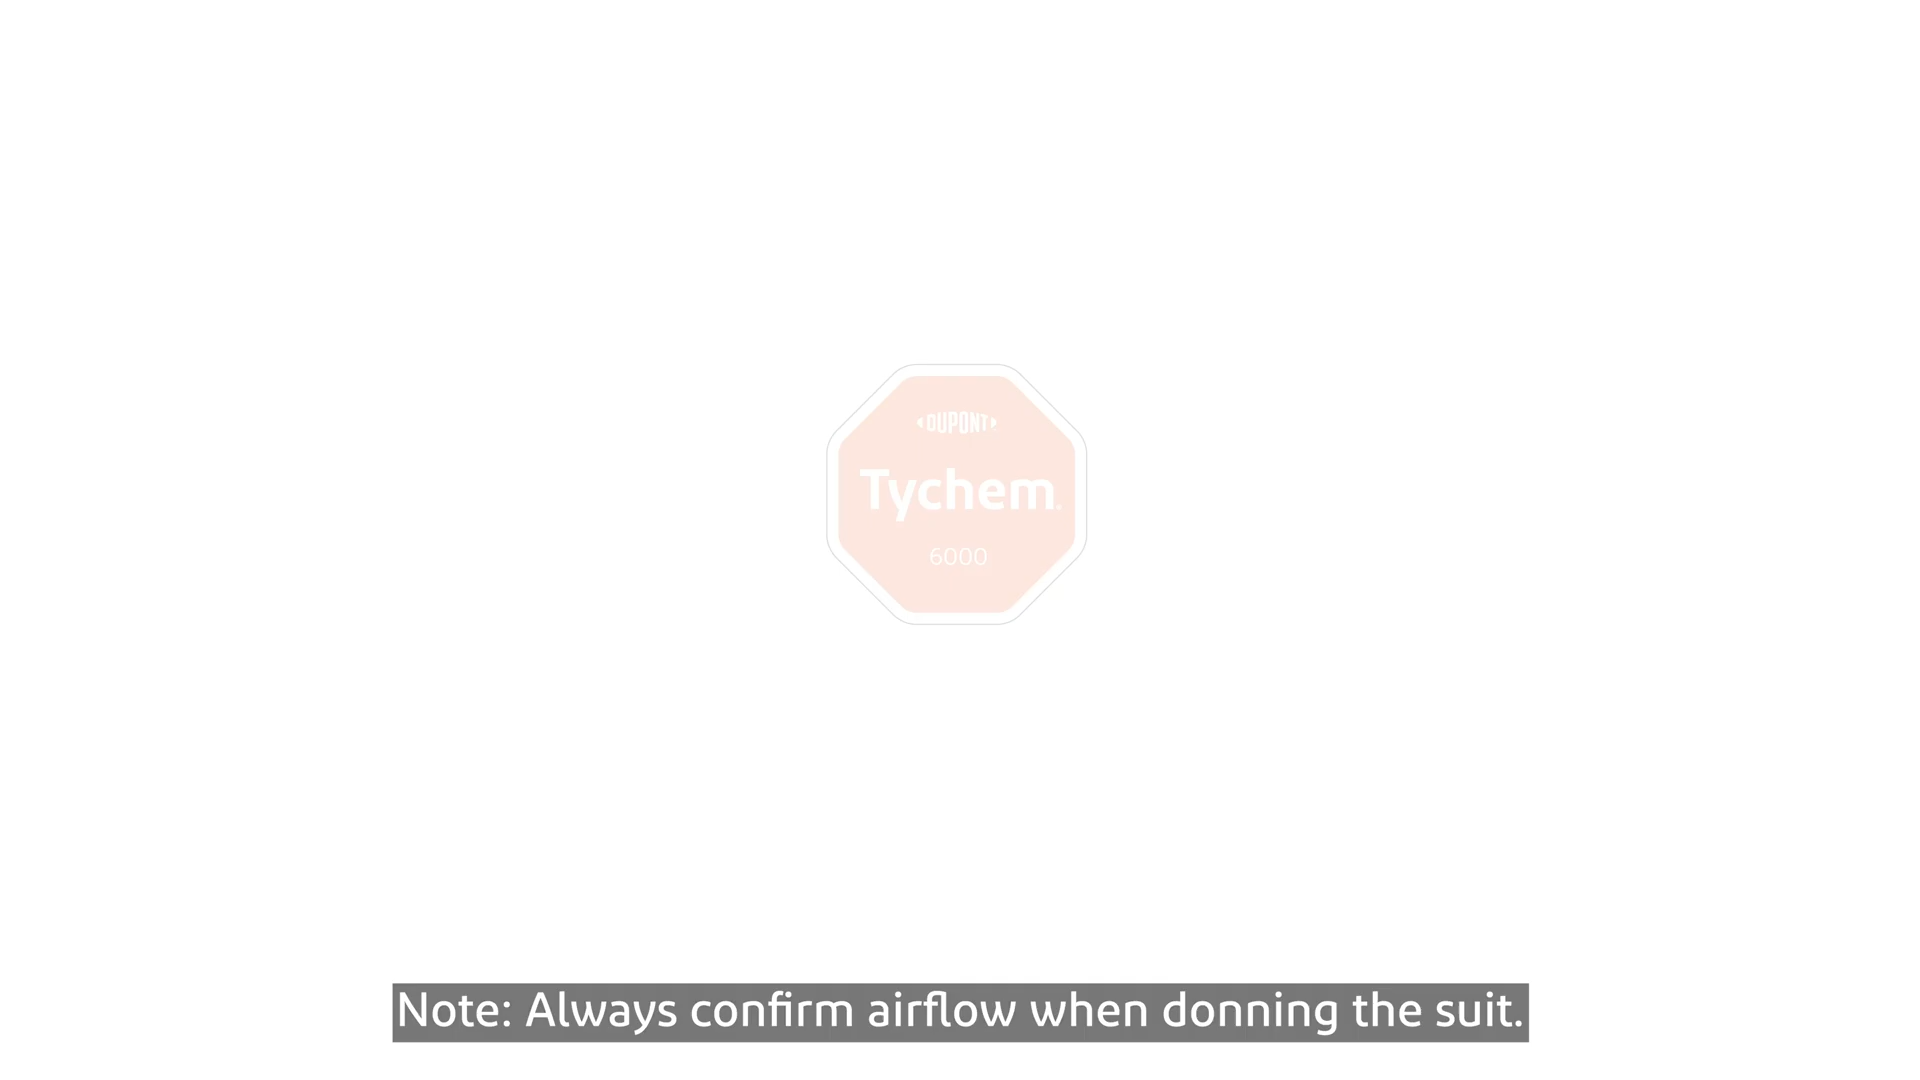 DUPONT
Tychem®
6000
Note: Always confirm airflow when donning the suit.